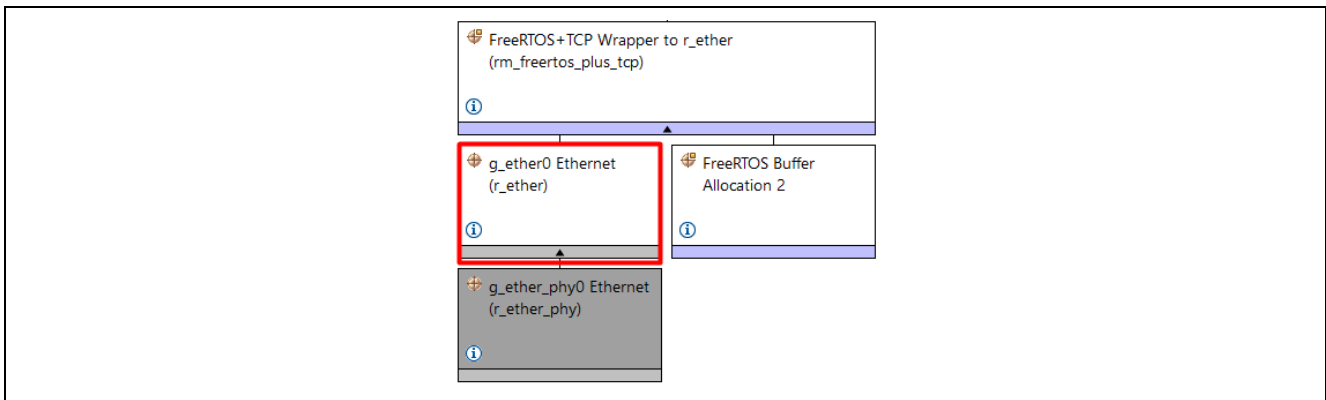 FreeRTOS+TCP Wrapper to r_ether
(rm_freertos_plus_tcp)
g_ether0 Ethernet
(r_ether)
FreeRTOS Buffer
Allocation 2
g_ether_phy0 Ethernet
(r_ether_phy)